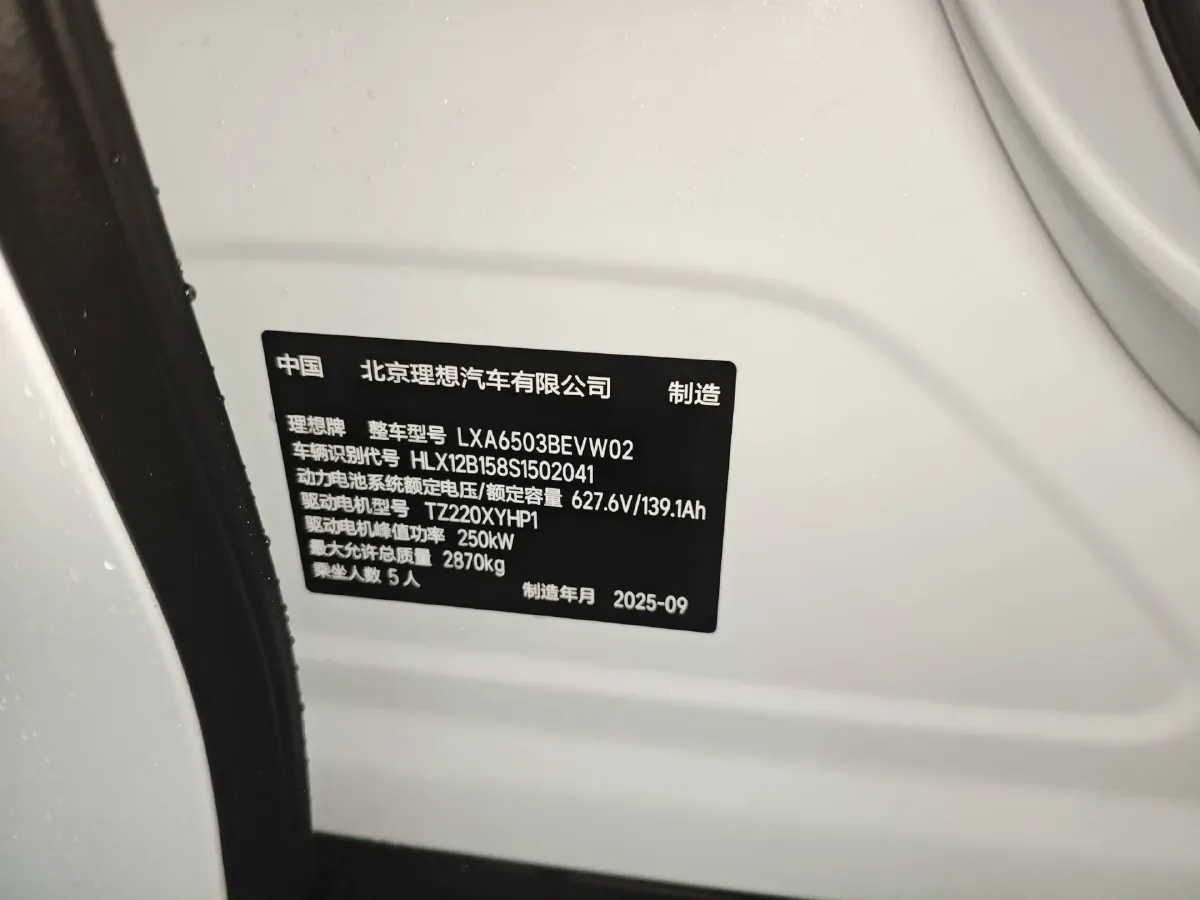 中国 北京理想汽车有限公司 制造
理想牌 整车型号 LXA6503BEVW02
车辆识别代号 HLX12B158S1502041
动力电池系统额定电压/额定容量 627.6V/139.1Ah
驱动电机型号 TZ220XYHP1
驱动电机峰值功率 250kW
最大允许总质量 2870kg
乘坐人数 5人 制造年月 2025-09